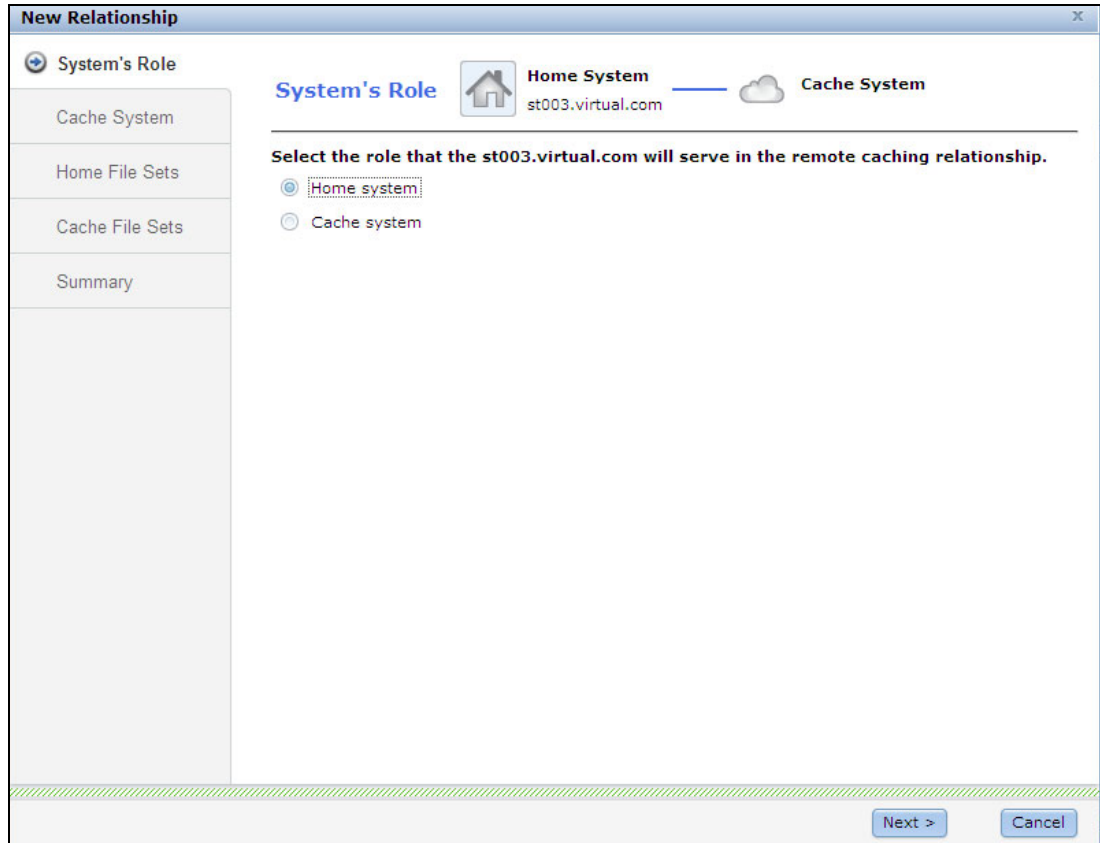 New Relationship
x
System's Role
Cache System
Home File Sets
Cache File Sets
Summary
System's Role
Home System
st003.virtual.com
Cache System
Select the role that the st003.virtual.com will serve in the remote caching relationship.
Home system
Cache system
Next >
Cancel